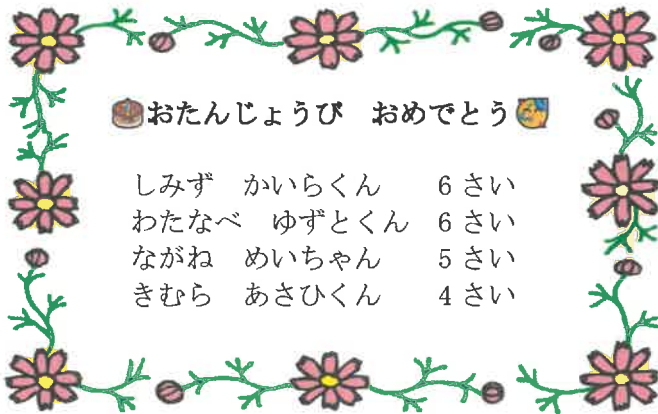 おたんじょうび　おめでとう
しみず　かいらくん　　6さい
わたなべ　ゆずとくん　6さい
ながね　めいちゃん　　5さい
きむら　あさひくん　　4さい